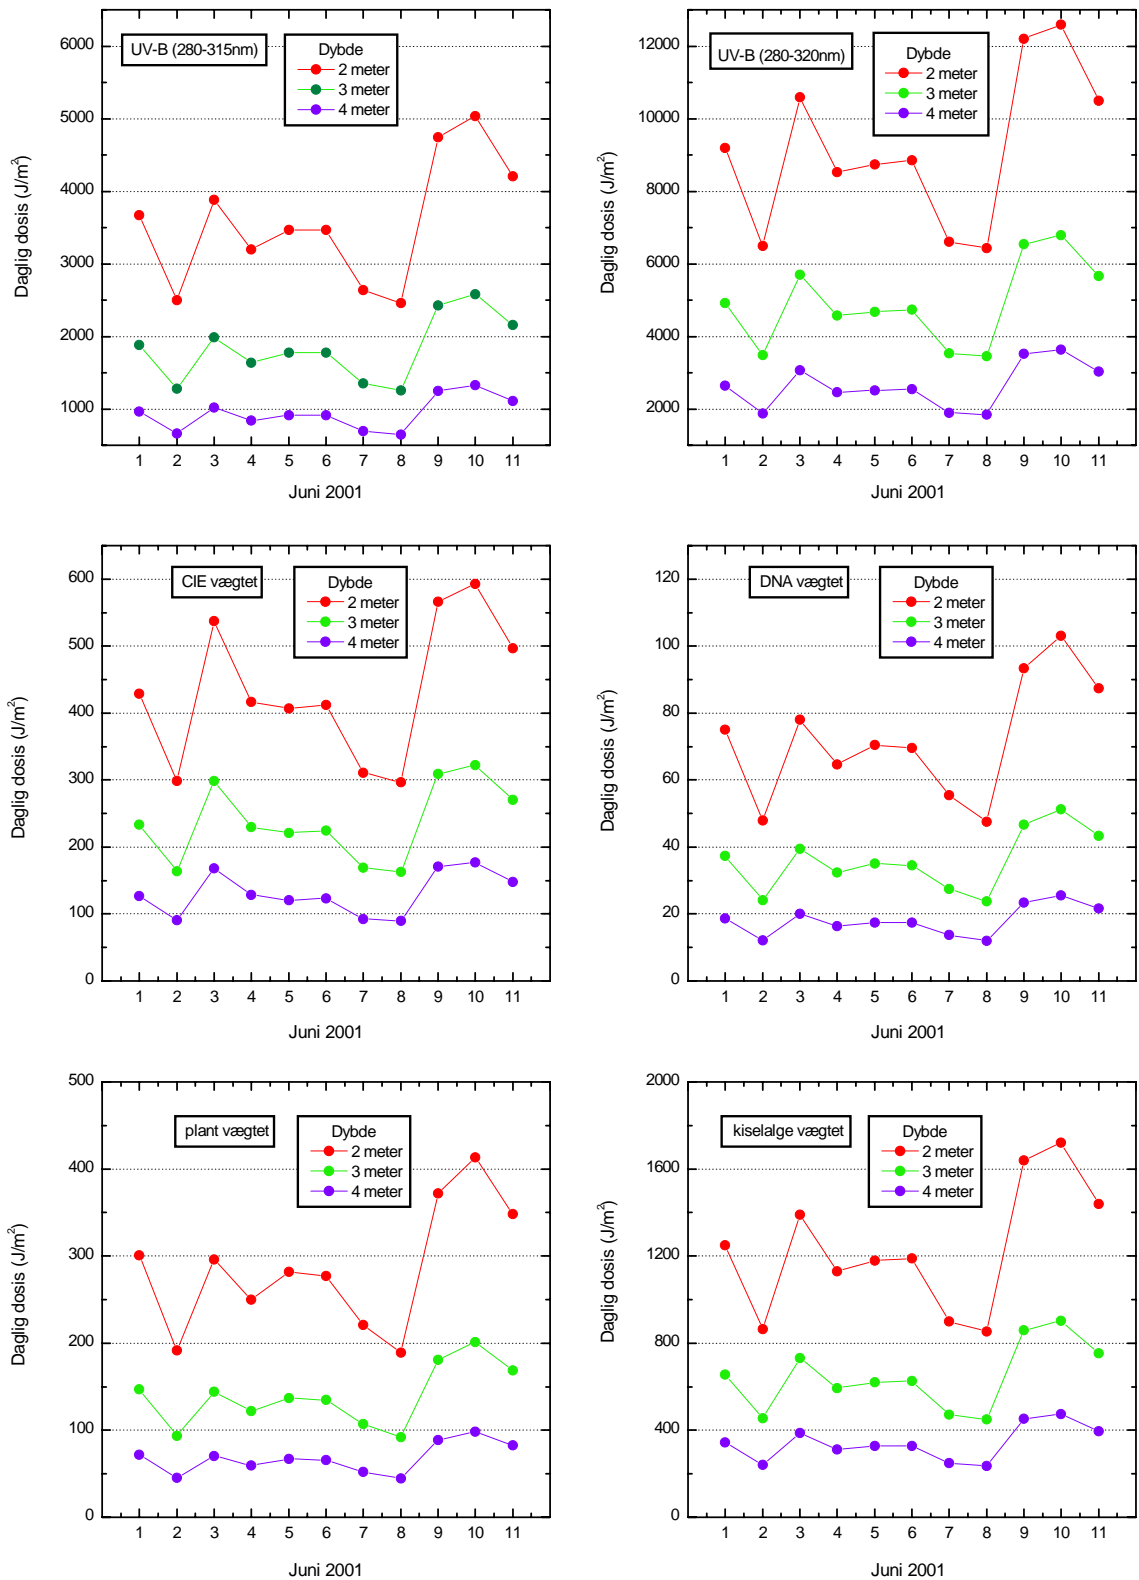 UV-B (280-315nm)
Dybde
2 meter
3 meter
4 meter
Daglig dosis (J/m²)
6000
5000
4000
3000
2000
1000
1 2 3 4 5 6 7 8 9 10 11
Juni 2001
UV-B (280-320nm)
Dybde
2 meter
3 meter
4 meter
Daglig dosis (J/m²)
12000
10000
8000
6000
4000
2000
1 2 3 4 5 6 7 8 9 10 11
Juni 2001
CIE vægtet
Dybde
2 meter
3 meter
4 meter
Daglig dosis (J/m²)
600
500
400
300
200
100
0
1 2 3 4 5 6 7 8 9 10 11
Juni 2001
DNA vægtet
Dybde
2 meter
3 meter
4 meter
Daglig dosis (J/m²)
120
100
80
60
40
20
0
1 2 3 4 5 6 7 8 9 10 11
Juni 2001
plant vægtet
Dybde
2 meter
3 meter
4 meter
Daglig dosis (J/m²)
500
400
300
200
100
0
1 2 3 4 5 6 7 8 9 10 11
Juni 2001
kiselalge vægtet
Dybde
2 meter
3 meter
4 meter
Daglig dosis (J/m²)
2000
1600
1200
800
400
0
1 2 3 4 5 6 7 8 9 10 11
Juni 2001